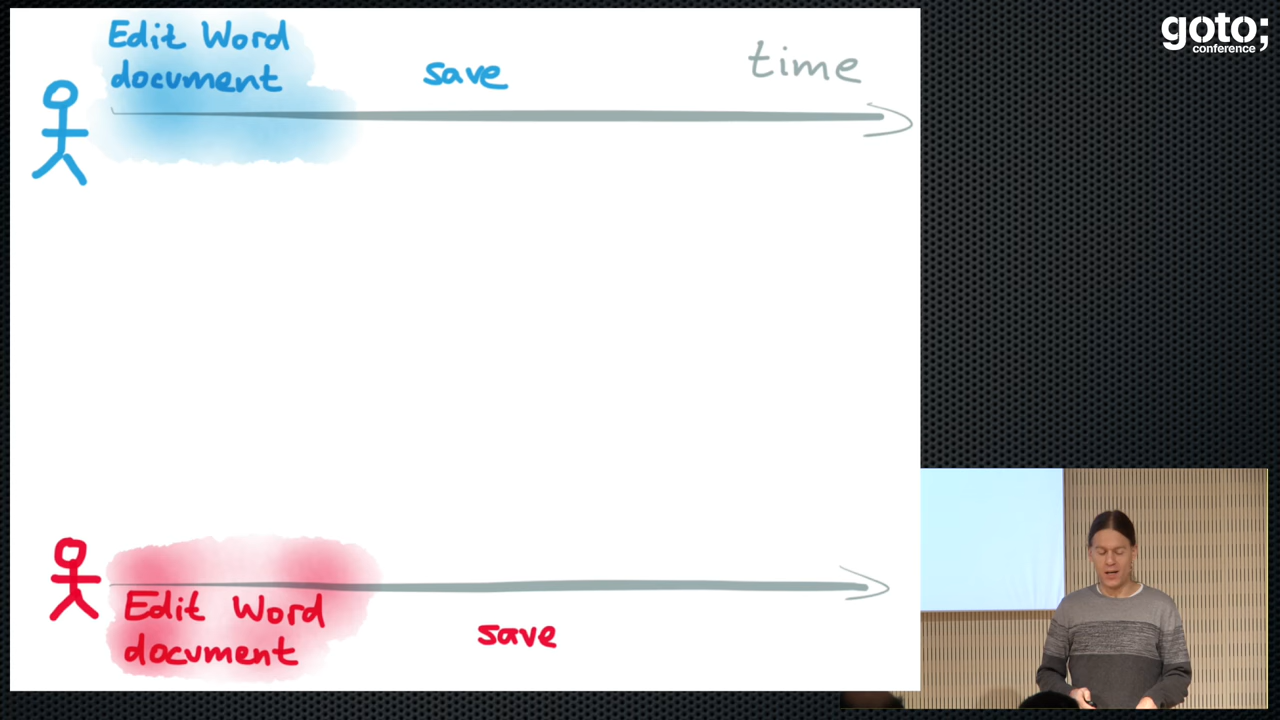 Edit Word
document
save
time
goto;
conference
Edit Word
document
save